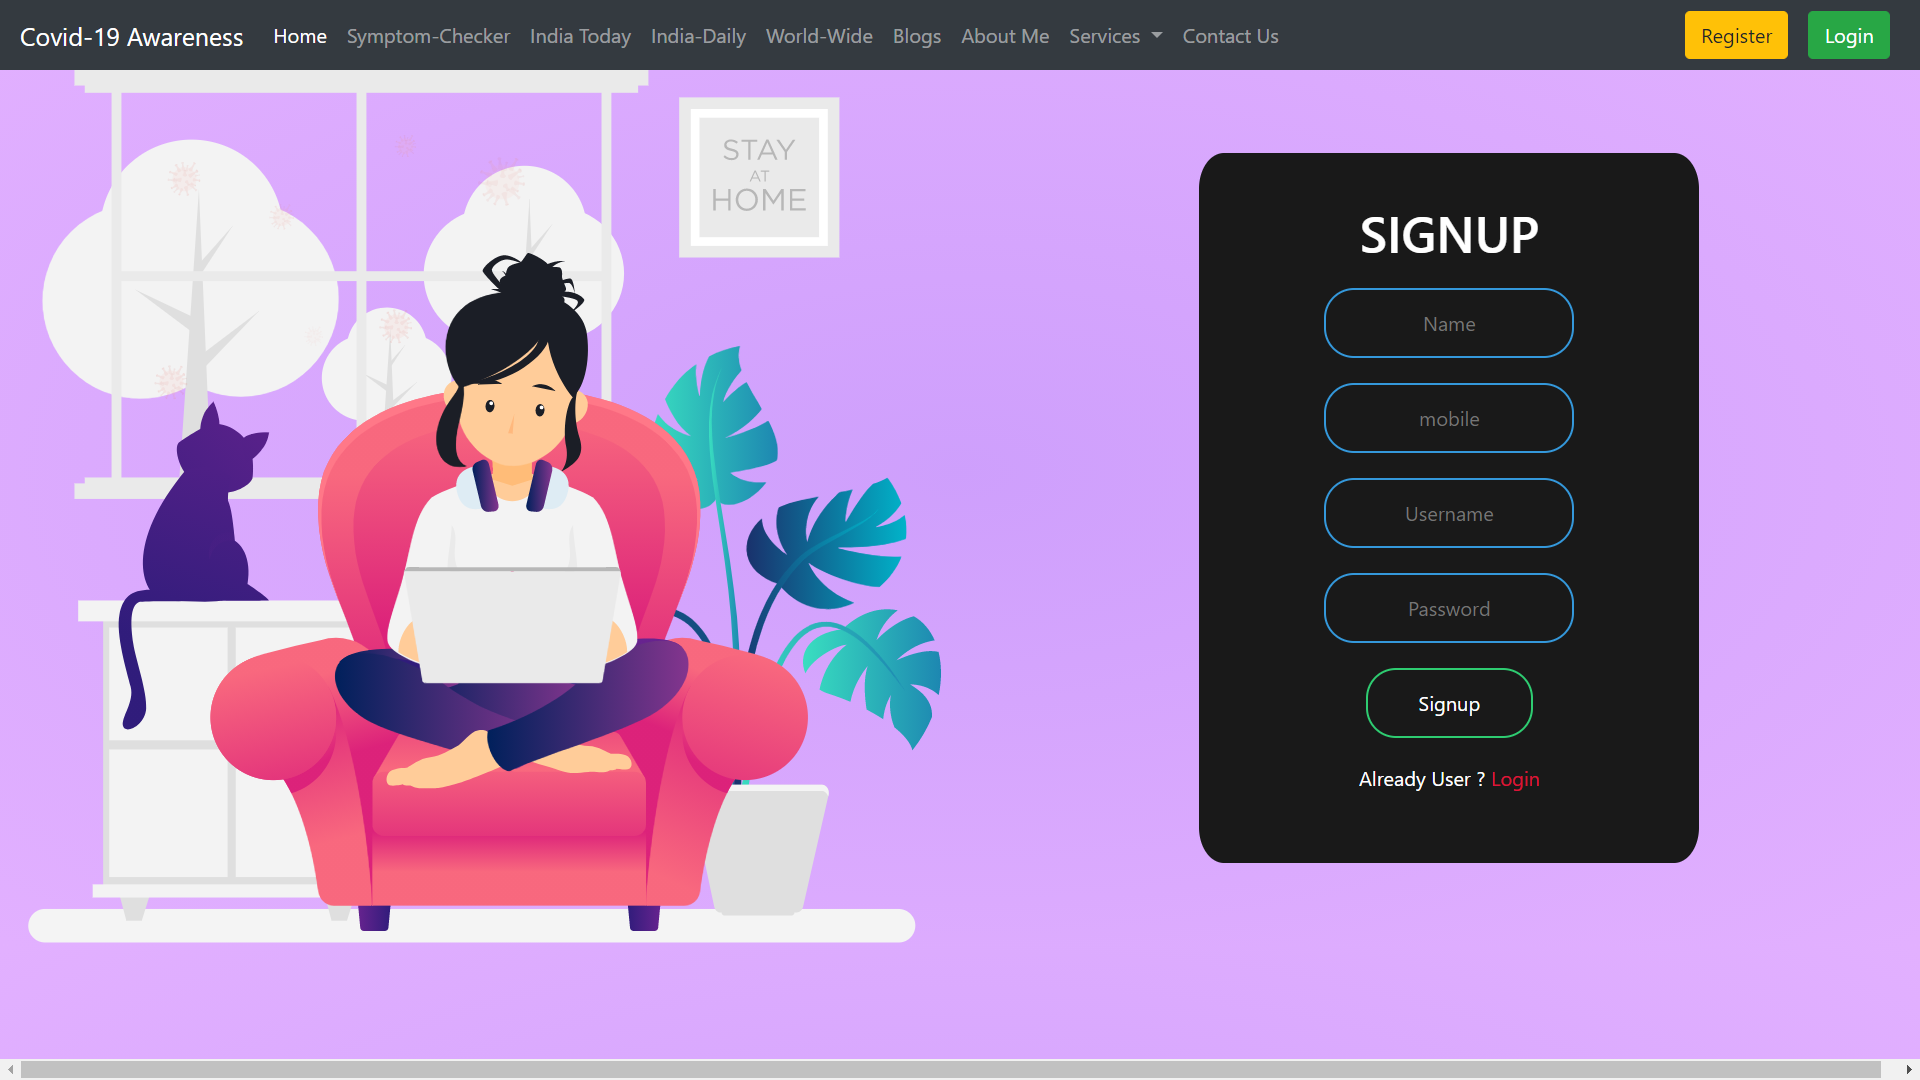 Covid-19 Awareness Home Symptom-Checker India Today India-Daily World-Wide Blogs About Me Services Contact Us Register Login
STAY
AT
HOME
SIGNUP
Name
mobile
Username
Password
Signup
Already User ? Login